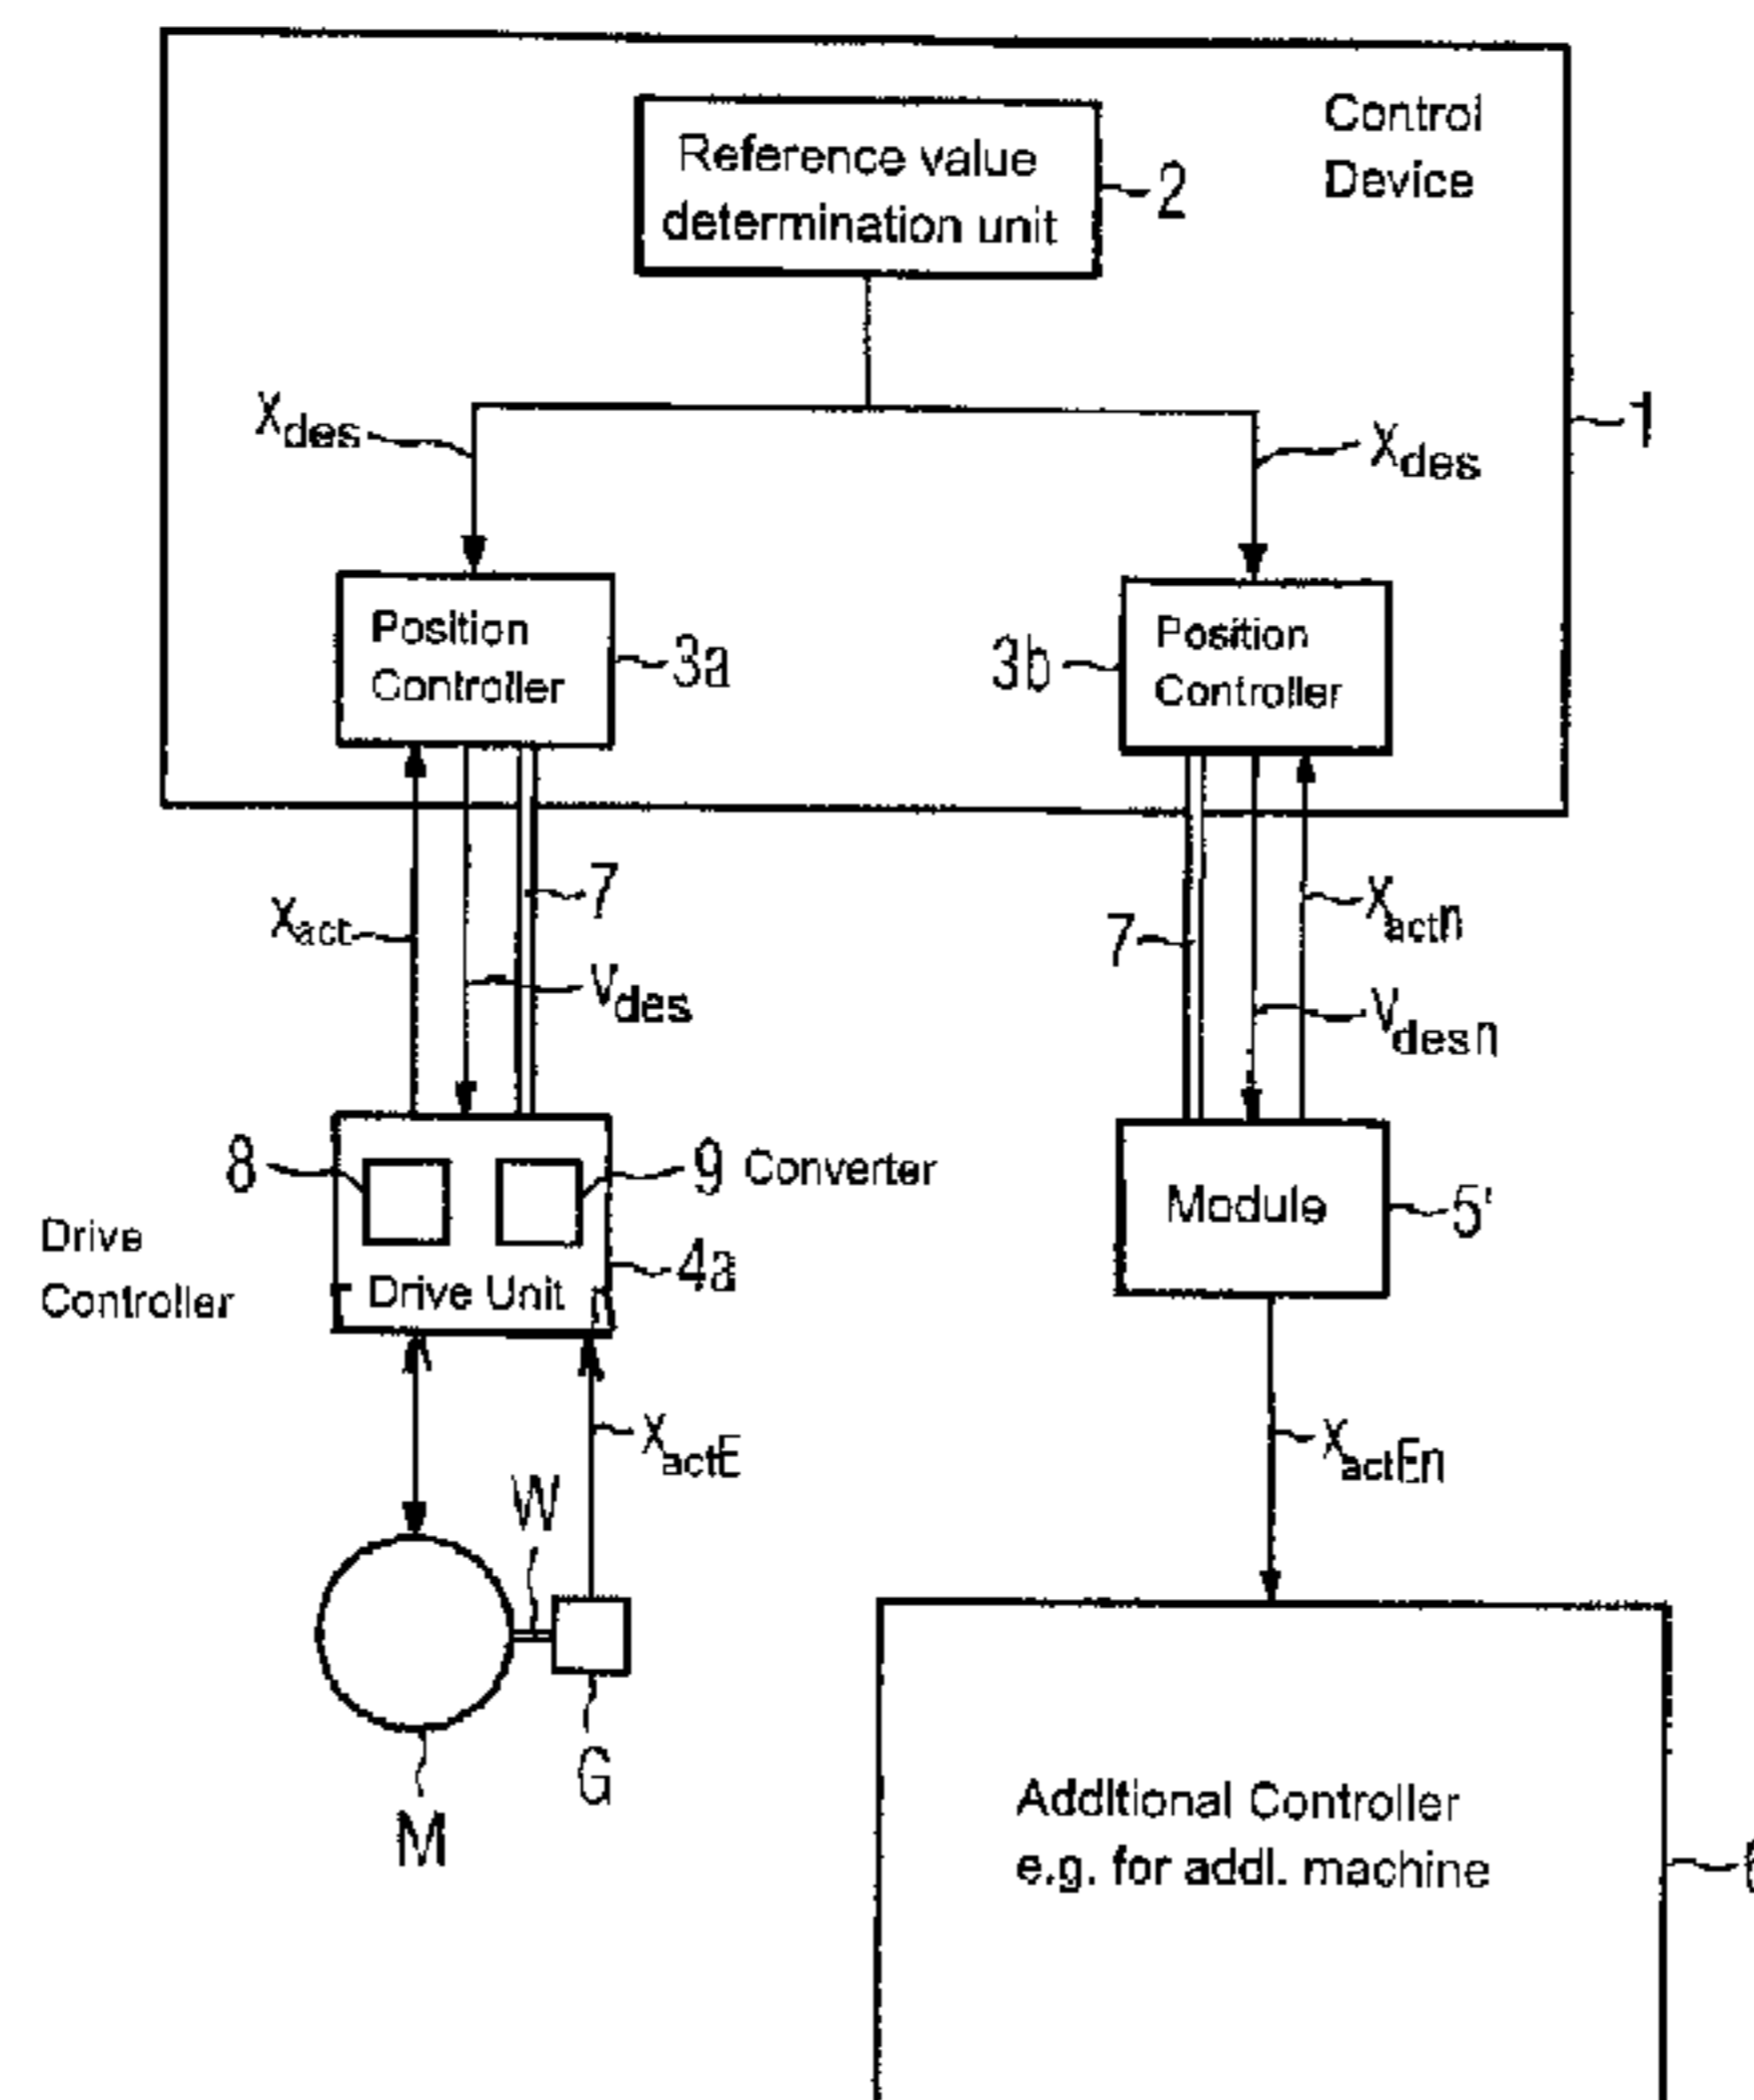 Control
Device
Reference value
determination unit
2
Xdes
Xdes
1
Position
Controller
3a
3b
Position
Controller
7
Xact
Vdes
7
Xactn
Vdesn
8
9 Converter
Drive
Controller
Drive Unit
4a
Module
5'
XactE
W
XactEn
G
M
Additional Controller
e.g. for addl. machine